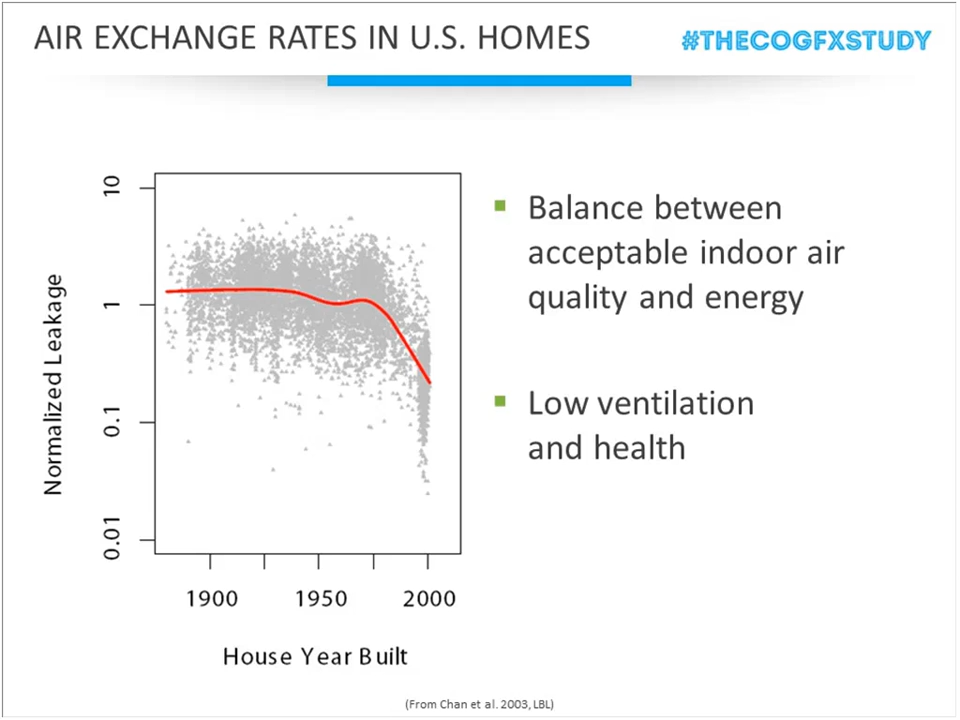 AIR EXCHANGE RATES IN U.S. HOMES
#THECOGFXSTUDY
10
1
0.1
0.01
Normalized Leakage
1900 1950 2000
House Year Built
Balance between
acceptable indoor air
quality and energy
Low ventilation
and health
(From Chan et al. 2003, LBL)